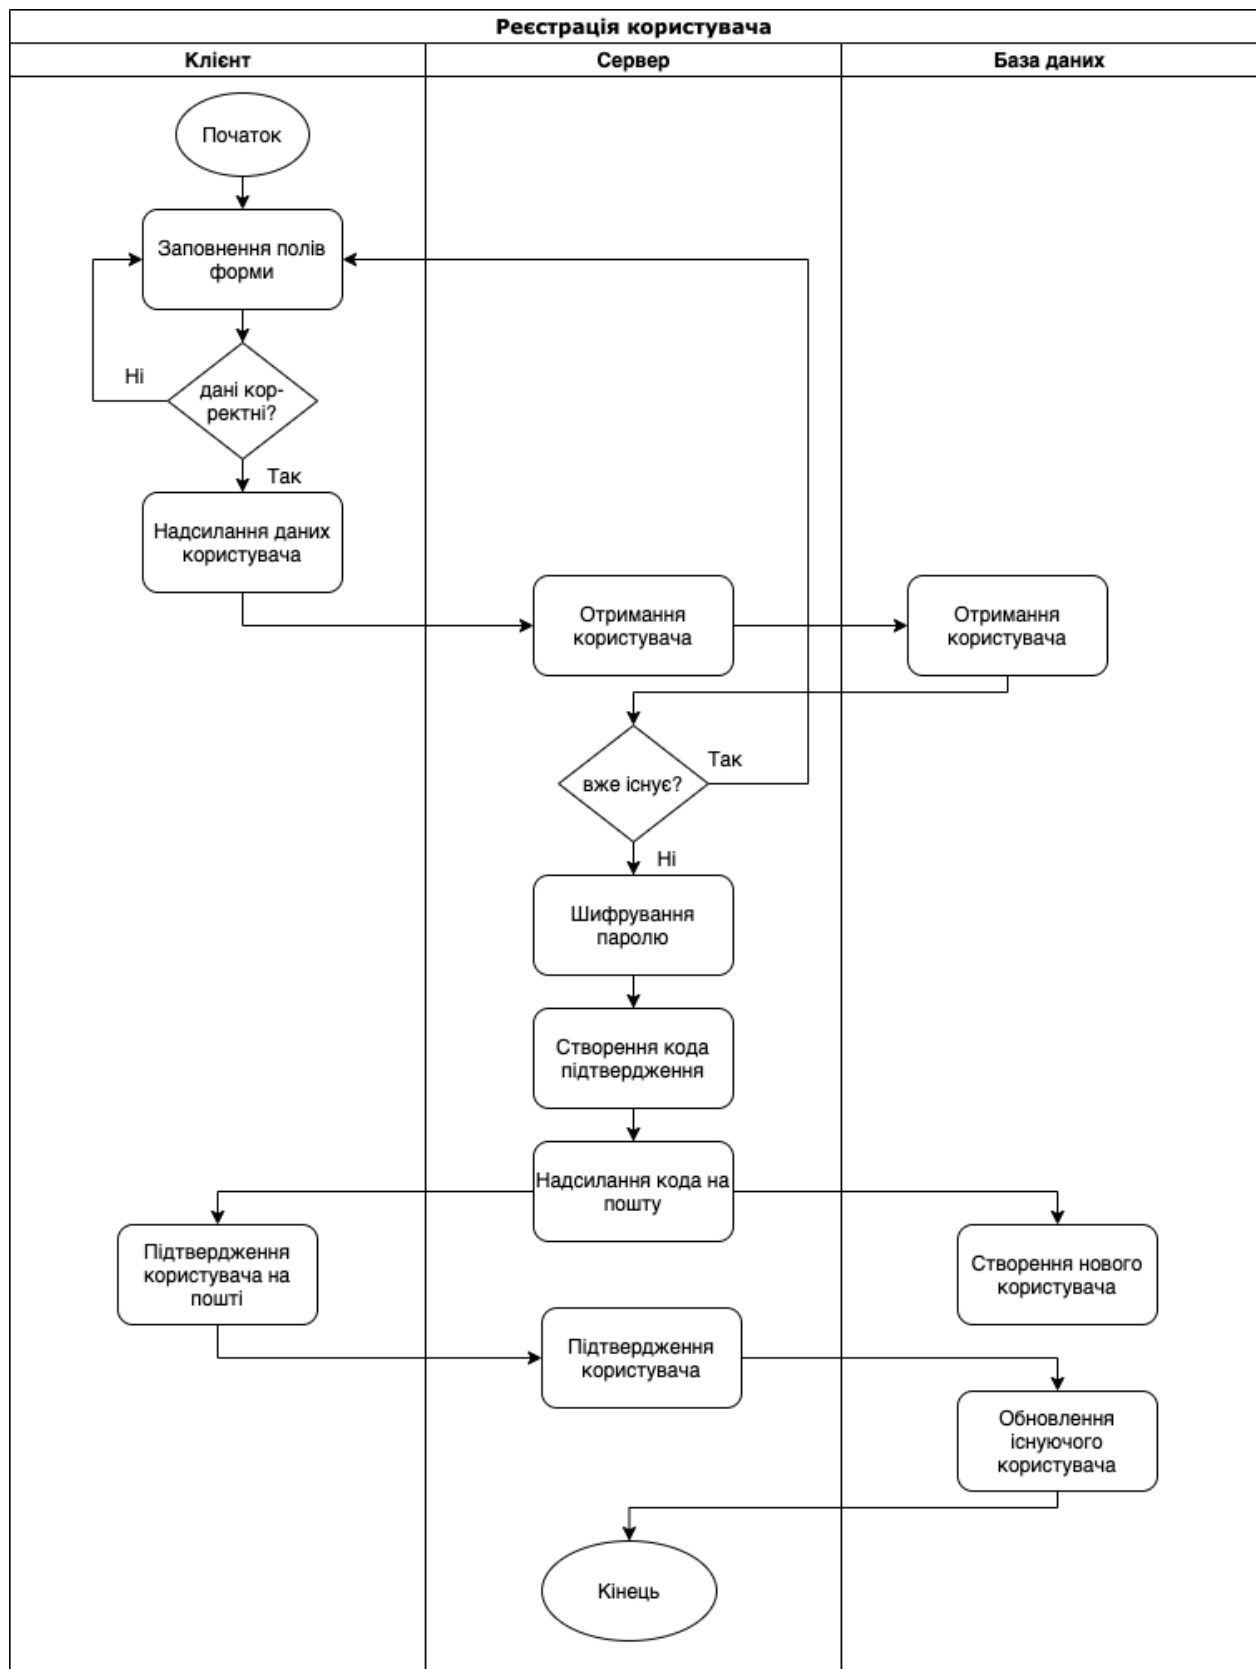 Реєстрація користувача
Клієнт
Сервер
База даних
Початок
Заповнення полів
форми
Ні
дані кор-
ректні?
Так
Надсилання даних
користувача
Отримання
користувача
Отримання
користувача
вже існує?
Так
Ні
Шифрування
паролю
Створення кода
підтвердження
Надсилання кода на
пошту
Підтвердження
користувача на
пошті
Створення нового
користувача
Підтвердження
користувача
Обновлення
існуючого
користувача
Кінець